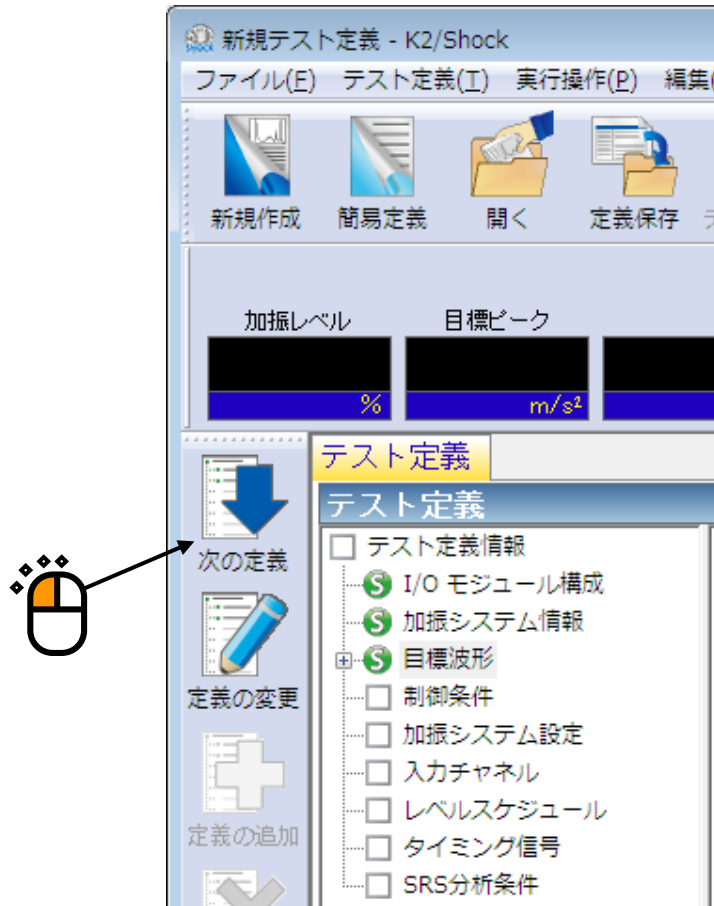 新規テスト定義 - K2/Shock
ファイル(F) テスト定義(T) 実行操作(P) 編集(
新規作成 簡易定義 開く 定義保存
加振レベル 目標ピーク
% m/s²
テスト定義
テスト定義
次の定義
定義の変更
定義の追加
テスト定義情報
I/O モジュール構成
加振システム情報
目標波形
制御条件
加振システム設定
入力チャネル
レベルスケジュール
タイミング信号
SRS分析条件